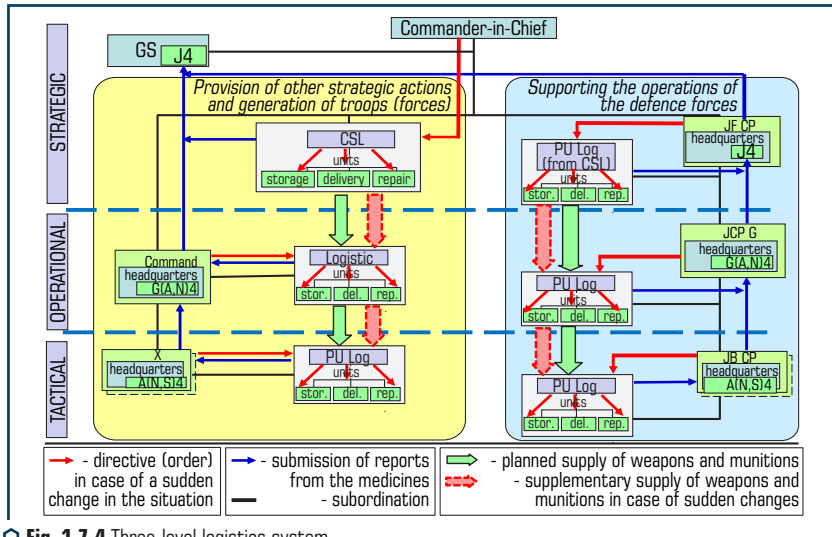 Commander-in-Chief
GS
J4
STRATEGIC
OPERATIONAL
TACTICAL
Provision of other strategic actions
and generation of troops (forces)
CSL
units
storage delivery repair
Command
headquarters
G(A,N)4
Logistic
units
stor. del. rep.
X
headquarters
A(N,S)4
PU Log
units
stor. del. rep.
Supporting the operations of
the defence forces
JF CP
headquarters
J4
PU Log
(from CSL)
units
stor. del. rep.
JCP G
headquarters
G(A,N)4
PU Log
units
stor. del. rep.
JB CP
headquarters
A(N,S)4
PU Log
units
stor. del. rep.
- directive (order)
in case of a sudden
change in the situation
- submission of reports
from the medicines
- subordination
- planned supply of weapons and munitions
- supplementary supply of weapons and
munitions in case of sudden changes
Fig. 1.7.4 Three-level logistics system